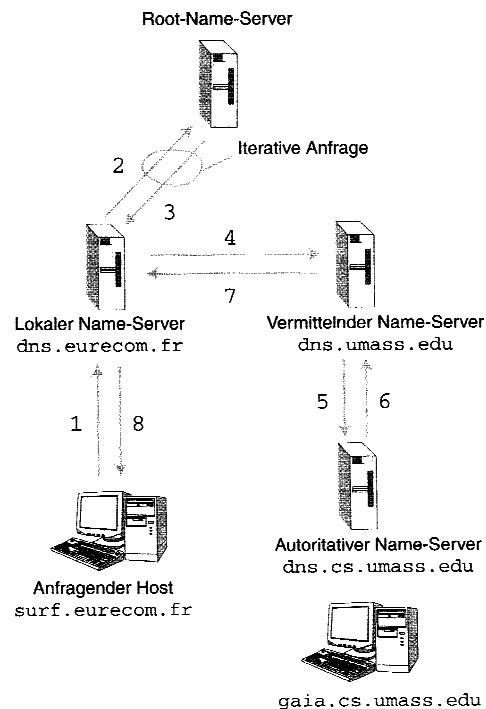 Root-Name-Server
Iterative Anfrage
2
3
4
7
Lokaler Name-Server
dns.eurecom.fr
Vermittelnder Name-Server
dns.umass.edu
1
8
5
6
Autoritativer Name-Server
dns.cs.umass.edu
Anfragender Host
surf.eurecom.fr
gaia.cs.umass.edu